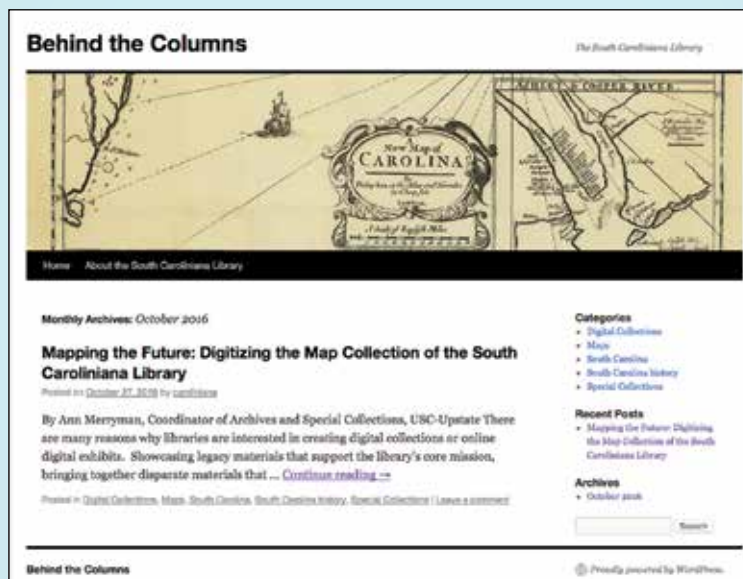 Behind the Columns
The South Caroliniana Library
ASHLEY & COOPER RIVER.
A
New Map of
CAROLINA
London
Home About the South Caroliniana Library
Monthly Archives: October 2016
Mapping the Future: Digitizing the Map Collection of the South
Caroliniana Library
Posted on October 27, 2016 by caroliniana
By Ann Merryman, Coordinator of Archives and Special Collections, USC-Upstate There
are many reasons why libraries are interested in creating digital collections or online
digital exhibits. Showcasing legacy materials that support the library's core mission,
bringing together disparate materials that ... Continue reading →
Posted in Digital Collections, Maps, South Carolina, South Carolina history, Special Collections | Leave a comment
Categories
Digital Collections
Maps
South Carolina
South Carolina history
Special Collections
Recent Posts
Mapping the Future: Digitizing
the Map Collection of the South
Caroliniana Library
Archives
October 2016
Search
Behind the Columns
Proudly powered by WordPress.